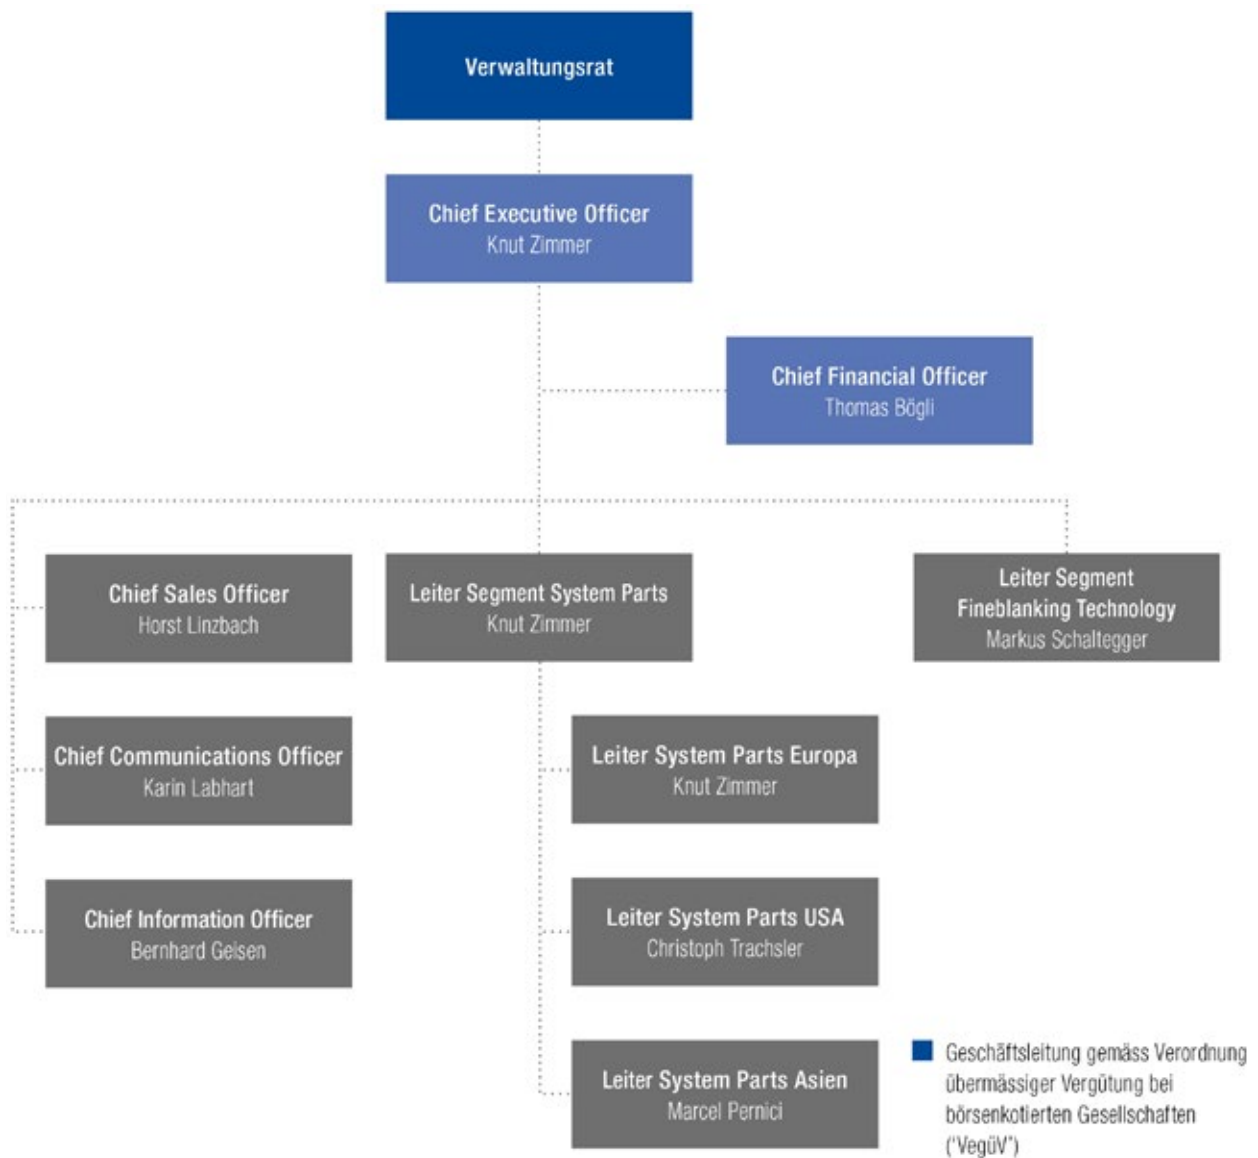 Verwaltungsrat
Chief Executive Officer
Knut Zimmer
Chief Financial Officer
Thomas Bögli
Chief Sales Officer
Horst Linzbach
Leiter Segment System Parts
Knut Zimmer
Leiter Segment
Fineblanking Technology
Markus Schaltegger
Chief Communications Officer
Karin Labhart
Leiter System Parts Europa
Knut Zimmer
Chief Information Officer
Bernhard Geisen
Leiter System Parts USA
Christoph Trachsler
Leiter System Parts Asien
Marcel Pernici
Geschäftsleitung gemäss Verordnung
übermässiger Vergütung bei
börsenkotierten Gesellschaften
('VegüV')